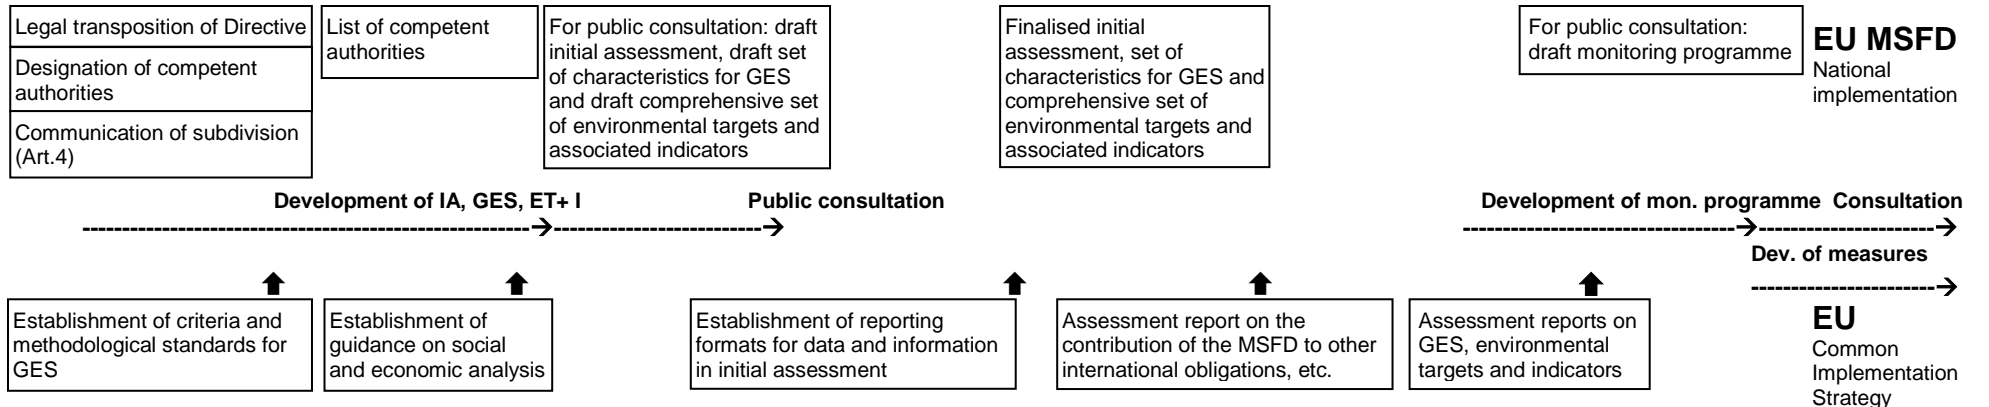 Legal transposition of Directive
Designation of competent
authorities
Communication of subdivision
(Art.4)
List of competent
authorities
For public consultation: draft
initial assessment, draft set
of characteristics for GES
and draft comprehensive set
of environmental targets and
associated indicators
Finalised initial
assessment, set of
characteristics for GES and
comprehensive set of
environmental targets and
associated indicators
For public consultation:
draft monitoring programme
EU MSFD
National
implementation
Development of IA, GES, ET+ I
Public consultation
Development of mon. programme Consultation
Dev. of measures
Establishment of criteria and
methodological standards for
GES
Establishment of
guidance on social
and economic analysis
Establishment of reporting
formats for data and information
in initial assessment
Assessment report on the
contribution of the MSFD to other
international obligations, etc.
Assessment reports on
GES, environmental
targets and indicators
EU
Common
Implementation
Strategy